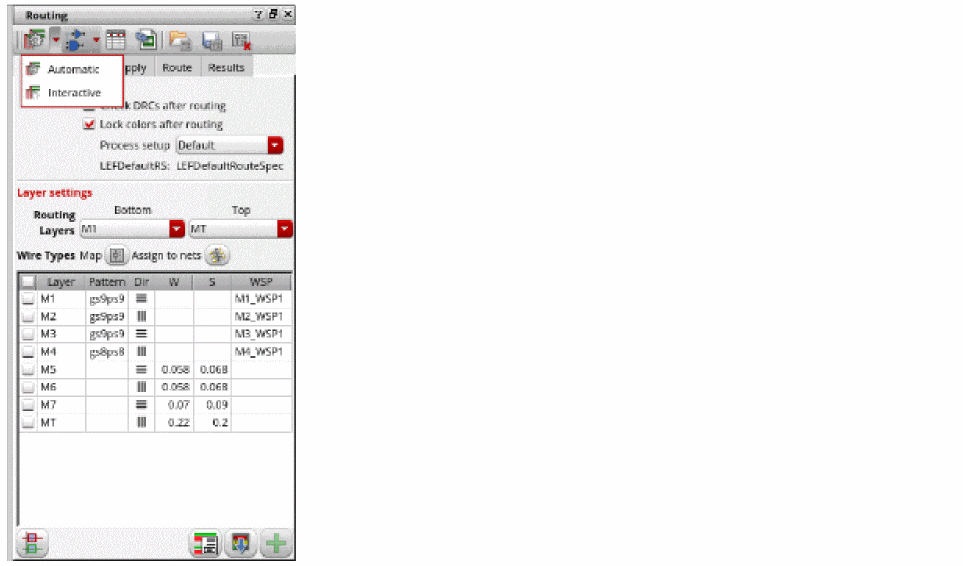 Routing
Automatic
Interactive
pply Route Results
k DRCs after routing
Lock colors after routing
Process setup Default
LEFDefaultRS: LEFDefaultRouteSpec
Layer settings
Bottom Top
Routing
Layers M1 MT
Wire Types Map Assign to nets
Layer Pattern Dir W S WSP
M1 gs9ps9 M1_WSP1
M2 gs9ps9 M2_WSP1
M3 gs9ps9 M3_WSP1
M4 gs8ps8 M4_WSP1
M5 0.058 0.068
M6 0.058 0.068
M7 0.07 0.09
MT 0.22 0.2